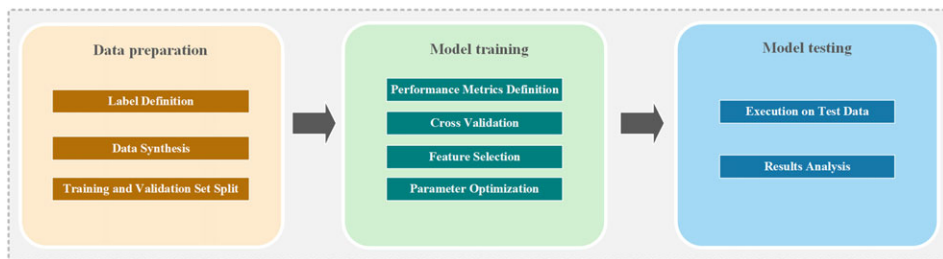 Data preparation
Label Definition
Data Synthesis
Training and Validation Set Split
Model training
Performance Metrics Definition
Cross Validation
Feature Selection
Parameter Optimization
Model testing
Execution on Test Data
Results Analysis